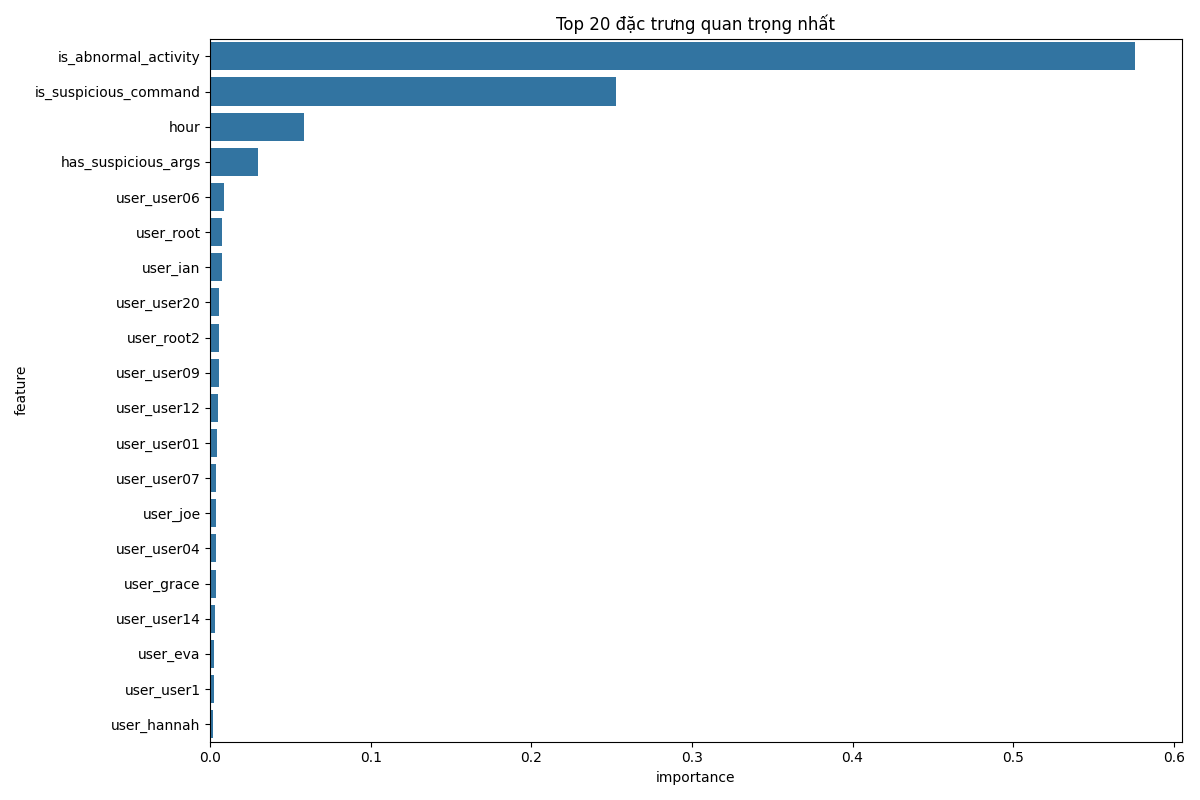 Top 20 đặc trưng quan trọng nhất
is_abnormal_activity
is_suspicious_command
hour
has_suspicious_args
user_user06
user_root
user_ian
user_user20
user_root2
user_user09
user_user12
user_user01
user_user07
user_joe
user_user04
user_grace
user_user14
user_eva
user_user1
user_hannah
feature
0.0 0.1 0.2 0.3 0.4 0.5 0.6
importance